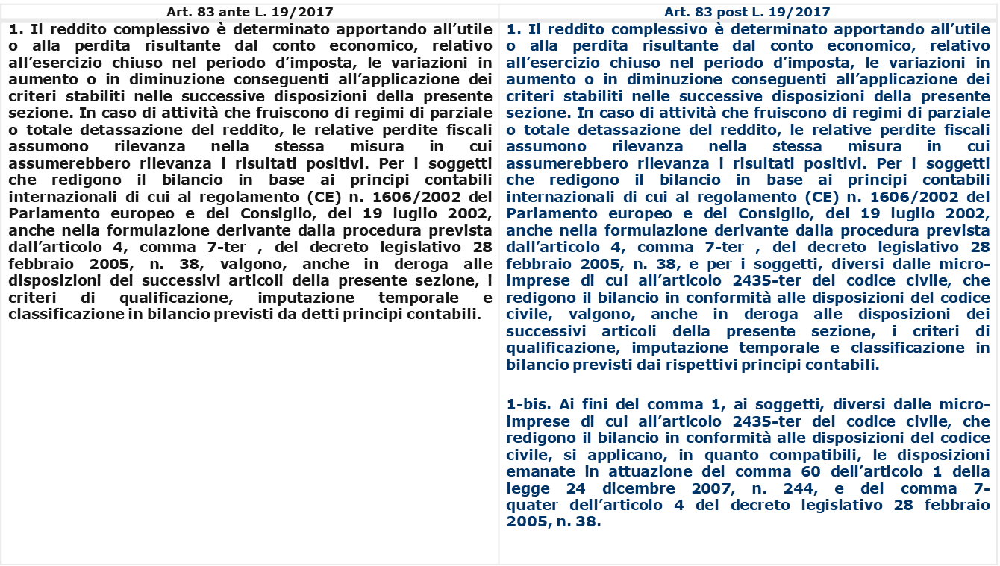 Art. 83 ante L. 19/2017
1. Il reddito complessivo è determinato apportando all’utile
o alla perdita risultante dal conto economico, relativo
all’esercizio chiuso nel periodo d’imposta, le variazioni in
aumento o in diminuzione conseguenti all’applicazione dei
criteri stabiliti nelle successive disposizioni della presente
sezione. In caso di attività che fruiscono di regimi di parziale
o totale detassazione del reddito, le relative perdite fiscali
assumono rilevanza nella stessa misura in cui
assumerebbero rilevanza i risultati positivi. Per i soggetti
che redigono il bilancio in base ai principi contabili
internazionali di cui al regolamento (CE) n. 1606/2002 del
Parlamento europeo e del Consiglio, del 19 luglio 2002,
anche nella formulazione derivante dalla procedura prevista
dall’articolo 4, comma 7-ter , del decreto legislativo 28
febbraio 2005, n. 38, valgono, anche in deroga alle
disposizioni dei successivi articoli della presente sezione, i
criteri di qualificazione, imputazione temporale e
classificazione in bilancio previsti da detti principi contabili.
Art. 83 post L. 19/2017
1. Il reddito complessivo è determinato apportando all’utile
o alla perdita risultante dal conto economico, relativo
all’esercizio chiuso nel periodo d’imposta, le variazioni in
aumento o in diminuzione conseguenti all’applicazione dei
criteri stabiliti nelle successive disposizioni della presente
sezione. In caso di attività che fruiscono di regimi di parziale
o totale detassazione del reddito, le relative perdite fiscali
assumono rilevanza nella stessa misura in cui
assumerebbero rilevanza i risultati positivi. Per i soggetti
che redigono il bilancio in base ai principi contabili
internazionali di cui al regolamento (CE) n. 1606/2002 del
Parlamento europeo e del Consiglio, del 19 luglio 2002,
anche nella formulazione derivante dalla procedura prevista
dall’articolo 4, comma 7-ter , del decreto legislativo 28
febbraio 2005, n. 38, e per i soggetti, diversi dalle micro-
imprese di cui all’articolo 2435-ter del codice civile, che
redigono il bilancio in conformità alle disposizioni del codice
civile, valgono, anche in deroga alle disposizioni dei
successivi articoli della presente sezione, i criteri di
qualificazione, imputazione temporale e classificazione in
bilancio previsti dai rispettivi principi contabili.
1-bis. Ai fini del comma 1, ai soggetti, diversi dalle micro-
imprese di cui all’articolo 2435-ter del codice civile, che
redigono il bilancio in conformità alle disposizioni del codice
civile, si applicano, in quanto compatibili, le disposizioni
emanate in attuazione del comma 60 dell’articolo 1 della
legge 24 dicembre 2007, n. 244, e del comma 7-
quater dell’articolo 4 del decreto legislativo 28 febbraio
2005, n. 38.